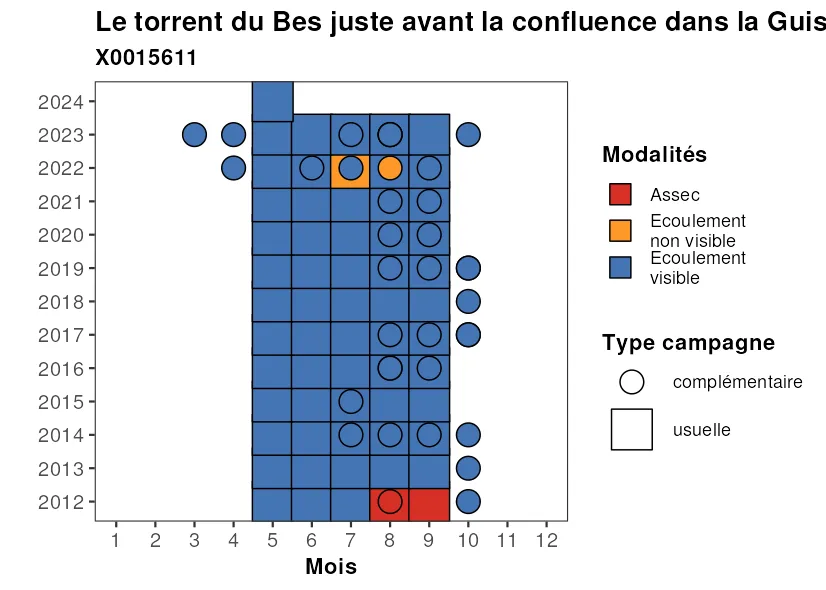 Le torrent du Bes juste avant la confluence dans la Guis
X0015611
2024
2023
2022
2021
2020
2019
2018
2017
2016
2015
2014
2013
2012
1 2 3 4 5 6 7 8 9 10 11 12
Mois
Modalités
Assec
Ecoulement
non visible
Ecoulement
visible
Type campagne
complémentaire
usuelle